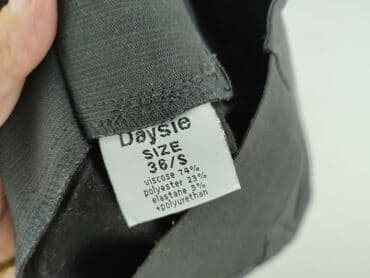 Daysie
SIZE
36/S
viscose 74%
polyester 23%
elastane 3%
+polyurethan